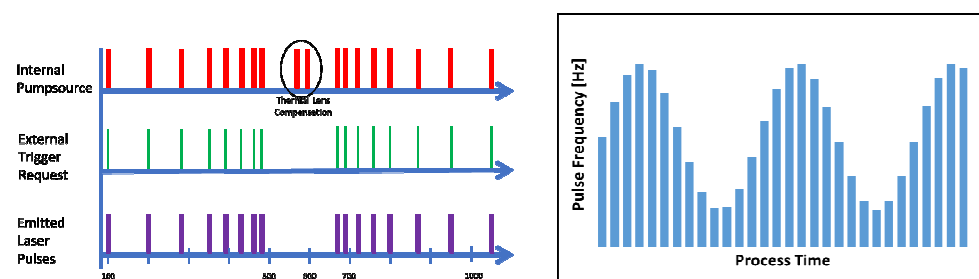 Internal
Pumpsource
Thermal Lens
Compensation
External
Trigger
Request
Emitted
Laser
Pulses
100
500
600
700
1000
Pulse Frequency [Hz]
Process Time